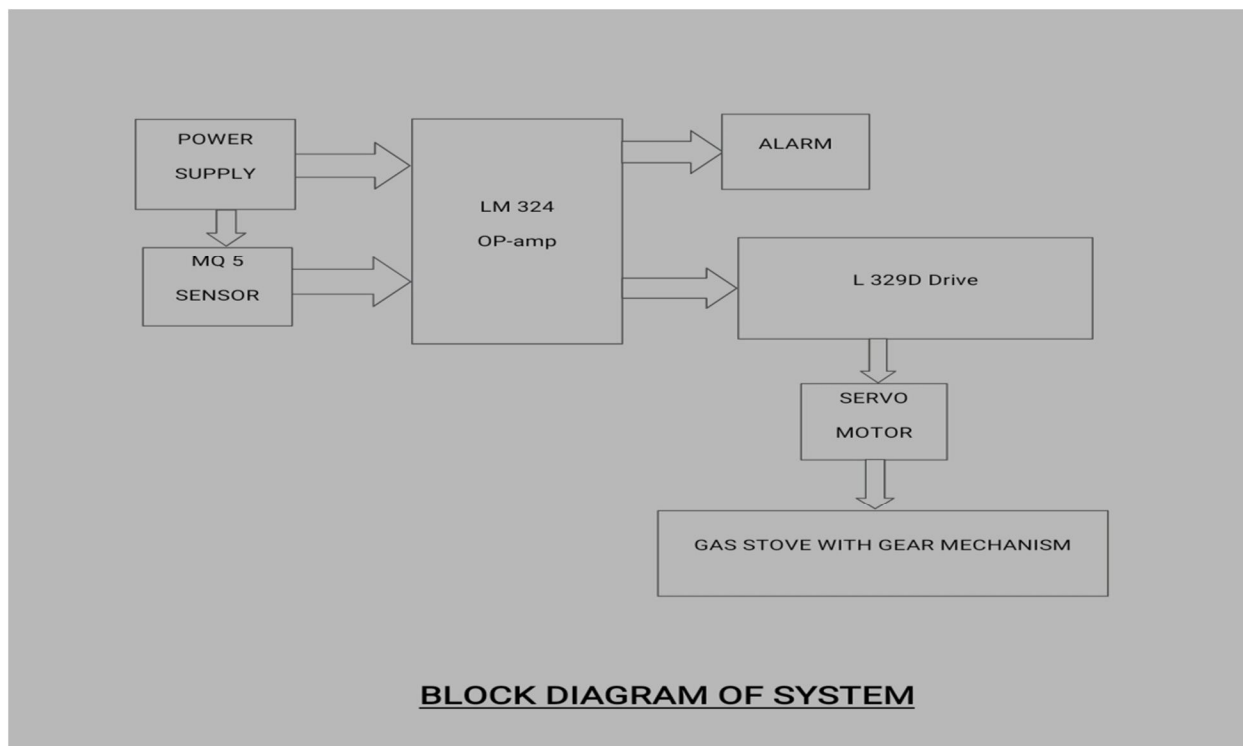 POWER
SUPPLY
ALARM
LM 324
OP-amp
MQ 5
SENSOR
L 329D Drive
SERVO
MOTOR
GAS STOVE WITH GEAR MECHANISM
BLOCK DIAGRAM OF SYSTEM